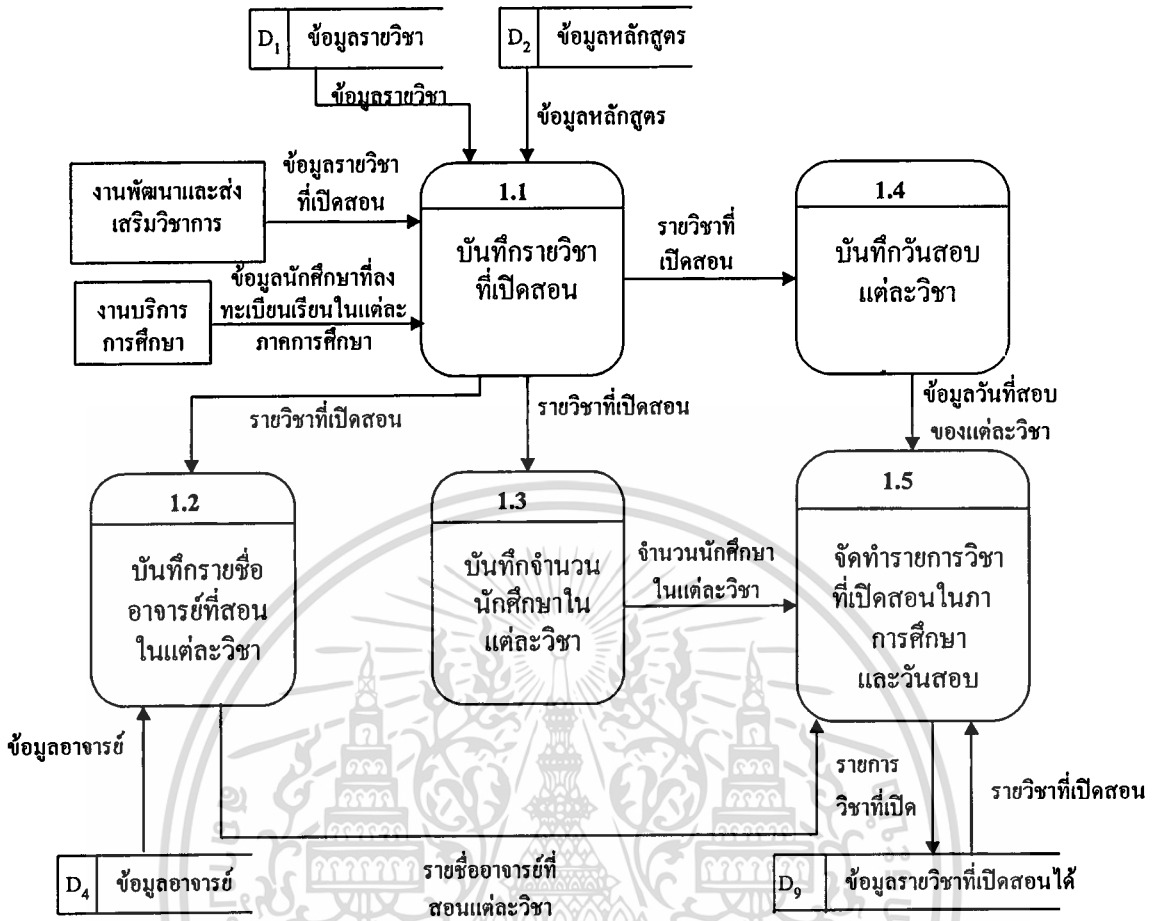 D1 ข้อมูลรายวิชา
D2 ข้อมูลหลักสูตร
ข้อมูลรายวิชา
ข้อมูลหลักสูตร
งานพัฒนาและส่ง
เสริมวิชาการ
ข้อมูลรายวิชา
ที่เปิดสอน
งานบริการ
การศึกษา
ข้อมูลนักศึกษาที่ลง
ทะเบียนเรียนในแต่ละ
ภาคการศึกษา
1.1
บันทึกรายวิชา
ที่เปิดสอน
รายวิชาที่
เปิดสอน
1.4
บันทึกวันสอบ
แต่ละวิชา
รายวิชาที่เปิดสอน
รายวิชาที่เปิดสอน
ข้อมูลวันที่สอบ
ของแต่ละวิชา
1.2
บันทึกรายชื่อ
อาจารย์ที่สอน
ในแต่ละวิชา
1.3
บันทึกจำนวน
นักศึกษาใน
แต่ละวิชา
จำนวนนักศึกษา
ในแต่ละวิชา
1.5
จัดทำรายการวิชา
ที่เปิดสอนในภา
การศึกษา
และวันสอบ
ข้อมูลอาจารย์
รายการ
วิชาที่เปิด
รายวิชาที่เปิดสอน
D4 ข้อมูลอาจารย์
รายชื่ออาจารย์ที่
สอนแต่ละวิชา
D9 ข้อมูลรายวิชาที่เปิดสอนได้